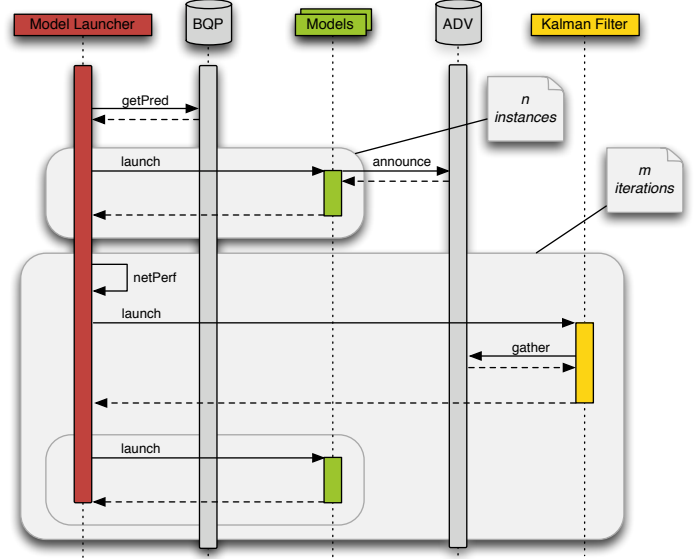 Model Launcher
BQP
Models
ADV
Kalman Filter
getPred
n
instances
launch
announce
m
iterations
netPerf
launch
gather
launch